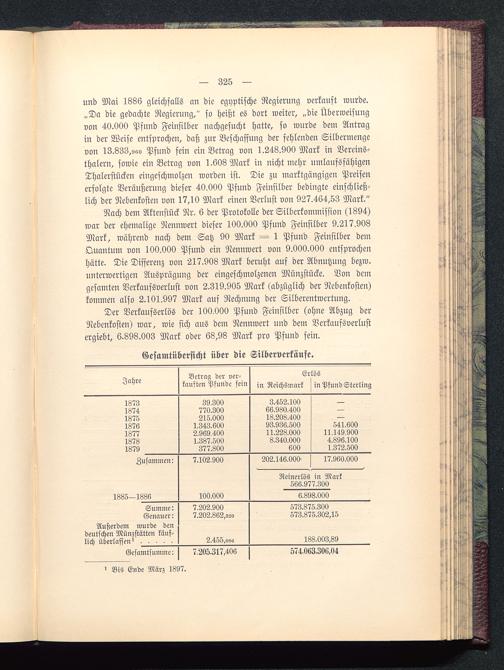 — 325 —
und Mai 1886 gleichfalls an die egyptische Regierung verkauft wurde.
„Da die gedachte Regierung,“ so heißt es dort weiter, „die Überweisung
von 40.000 Pfund Feinsilber nachgesucht hatte, so wurde dem Antrag
in der Weise entsprochen, daß zur Beschaffung der fehlenden Silbermenge
von 13.833, Pfund fein ein Betrag von 1.248.900 Mark in Vereins-
thalern, sowie ein Betrag von 1.608 Mark in nicht mehr umlaufsfähigen
Thalerstücken eingeschmolzen worden ist. Die zu marktgängigen Preisen
erfolgte Veräußerung dieser 40.000 Pfund Feinsilber bedingte einschließ-
lich der Nebenkosten von 17,10 Mark einen Verlust von 927.464,53 Mark.“
Nach dem Aktenstück Nr. 6 der Protokolle der Silberkommission (1894)
war der ehemalige Nennwert dieser 100.000 Pfund Feinsilber 9.217.908
Mark, während nach dem Satz 90 Mark = 1 Pfund Feinsilber dem
Quantum von 100.000 Pfund ein Nennwert von 9.000.000 entsprochen
hätte. Die Differenz von 217.908 Mark beruht auf der Abnutzung bezw.
unterwertigen Ausprägung der eingeschmolzenen Münzstücke. Von dem
gesamten Verkaufsverlust von 2.319.905 Mark (abzüglich der Nebenkosten)
kommen also 2.101.997 Mark auf Rechnung der Silberentwertung.
Der Verkaufserlös der 100.000 Pfund Feinsilber (ohne Abzug der
Nebenkosten) war, wie sich aus dem Nennwert und dem Verkaufsverlust
ergiebt, 6.898.003 Mark oder 68,98 Mark pro Pfund fein.
Gesamtübersicht über die Silberverkäufe.
Jahre Betrag der ver-kauften Pfunde fein Erlös
in Reichsmark in Pfund Sterling
1873 39.300 3.452.100 —
1874 770.300 66.980.400 —
1875 215.000 18.208.400 —
1876 1.343.600 93.936.500 541.600
1877 2.969.400 11.228.000 11.149.900
1878 1.387.500 8.340.000 4.896.100
1879 377.800 600 1.372.500
Zusammen: 7.102.900 202.146.000 17.960.000
Reinerlös in Mark
566.977.300
1885—1886 100.000 6.898.000
Summe: 7.202.900 573.875.300
Genauer: 7.202.862, 573.875.302,15
Außerdem wurde den
deutschen Münzstätten käuf-
lich überlassen¹ . . . . . 2.455, 188.003,89
Gesamtsumme: 7.205.317,406 574.063.306,04
¹ Bis Ende März 1897.